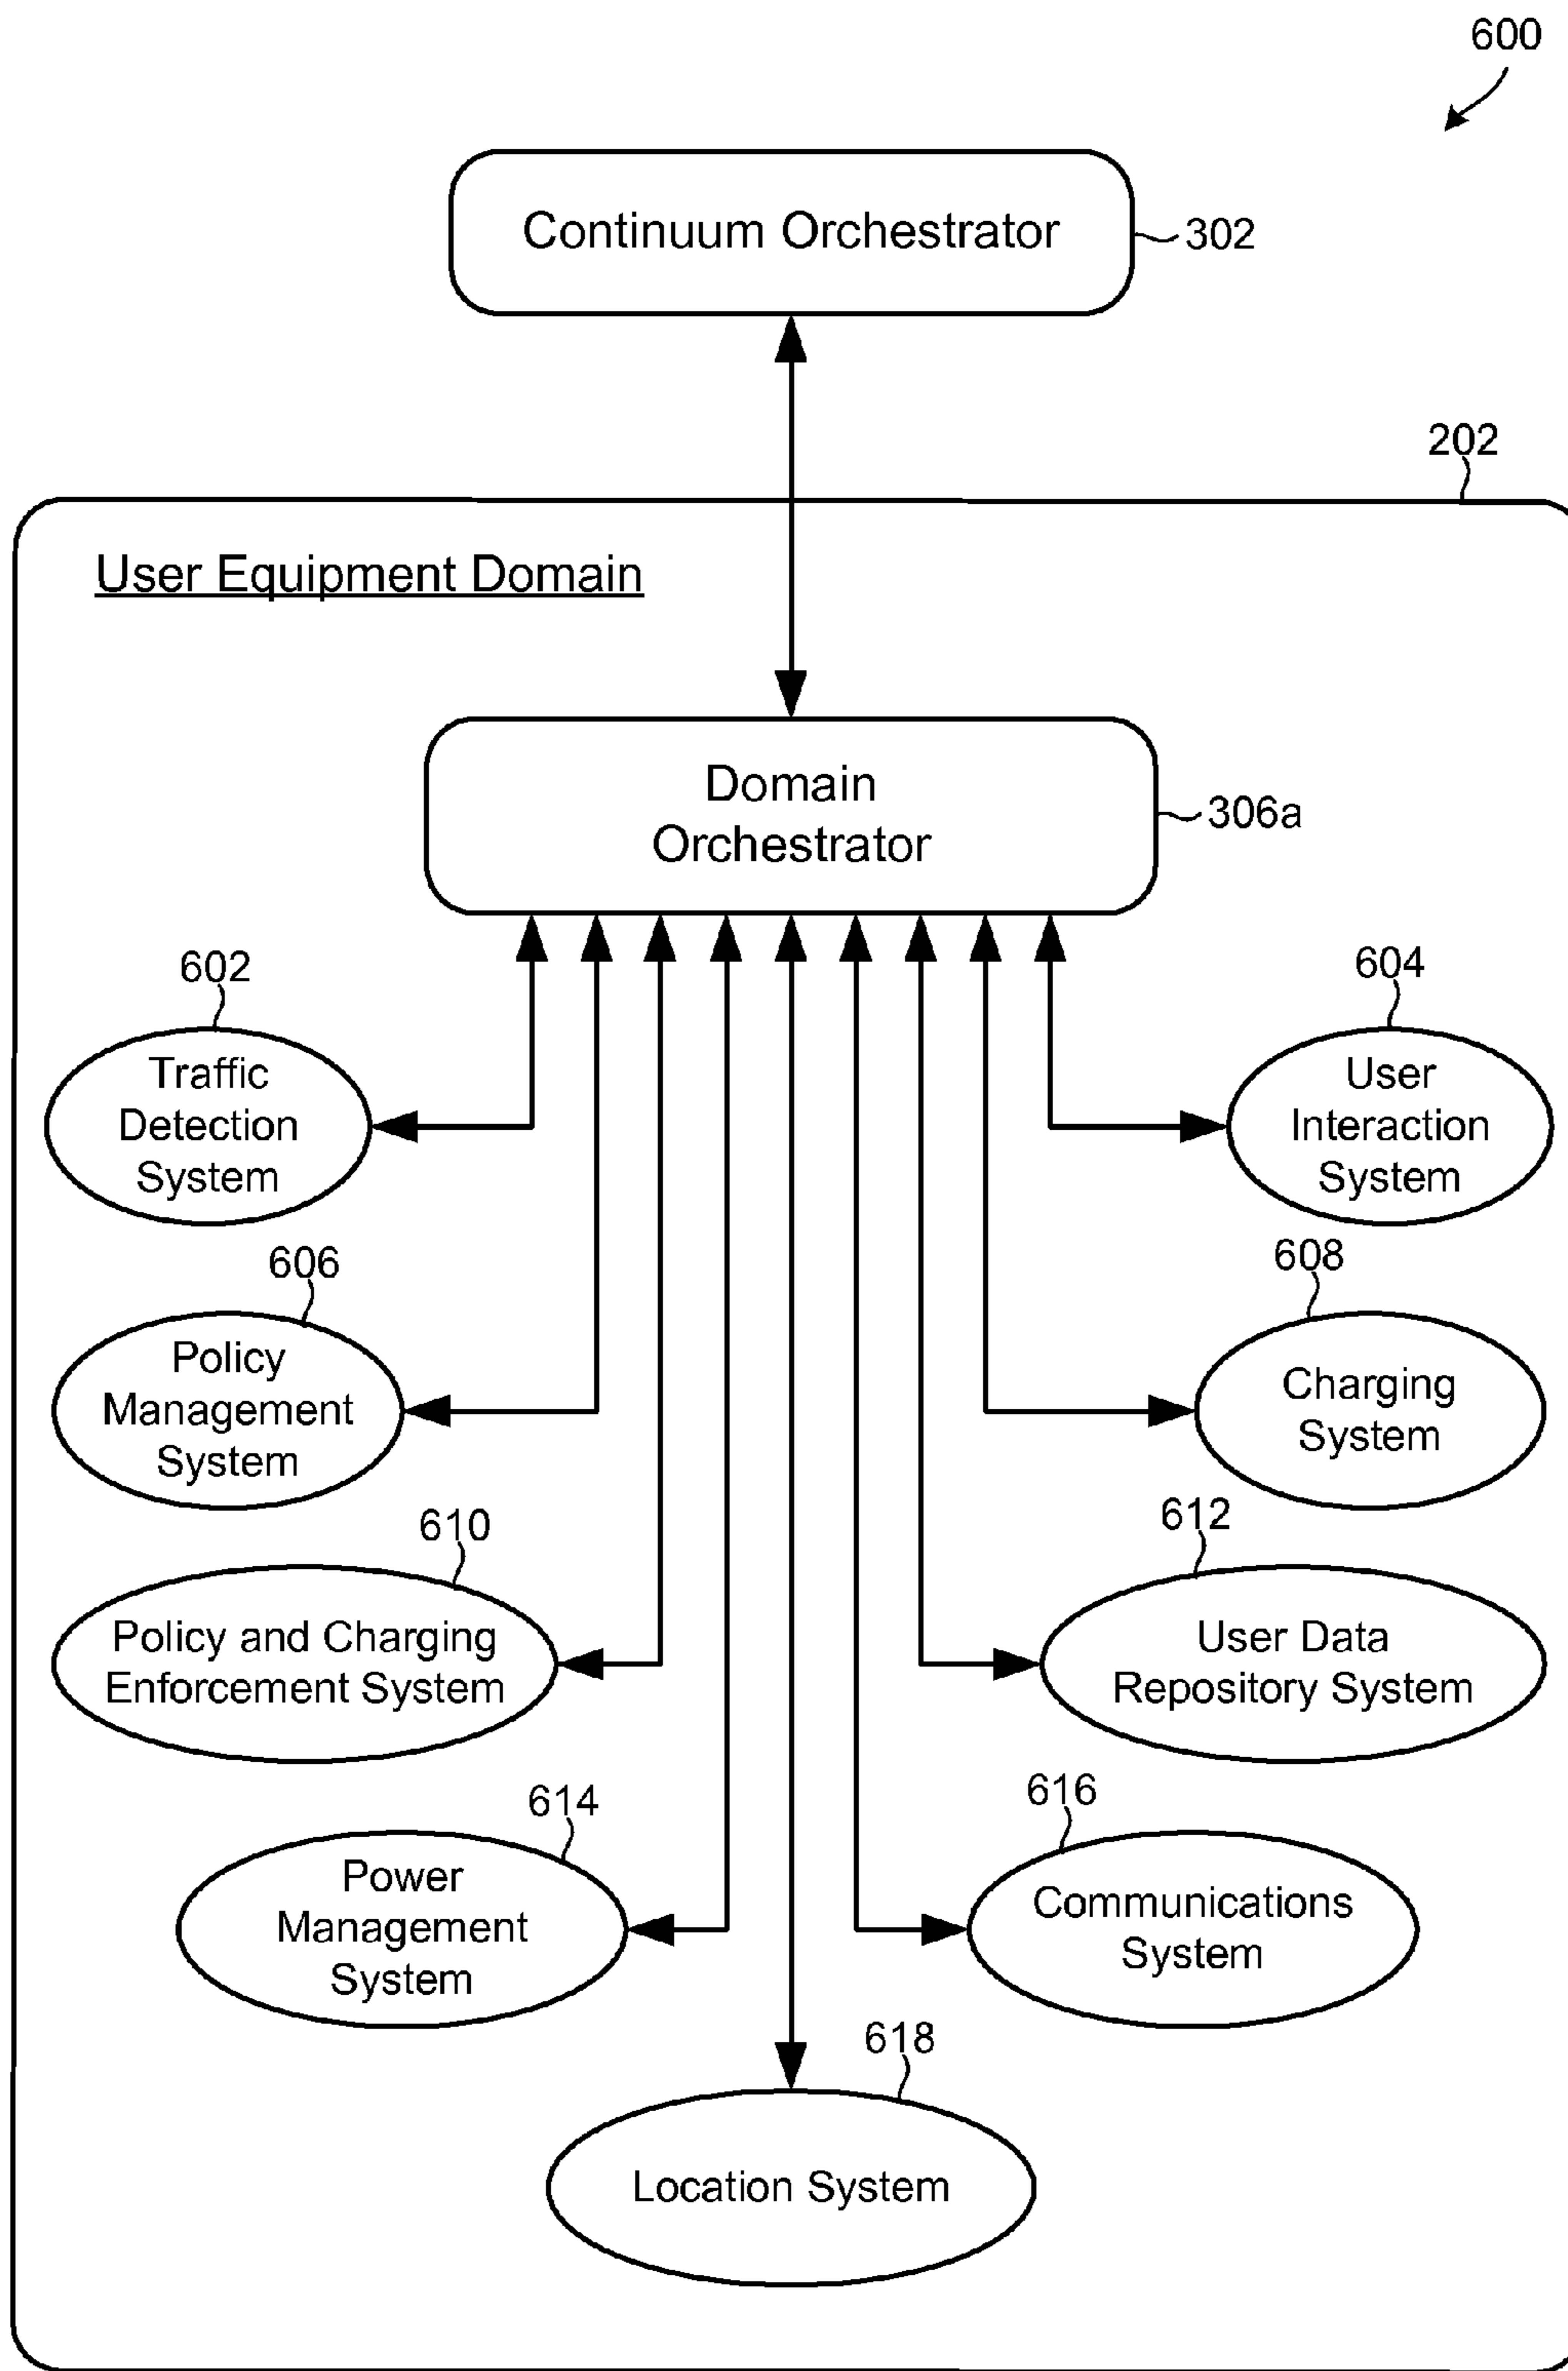 600
Continuum Orchestrator
302
202
User Equipment Domain
Domain
Orchestrator
306a
602
Traffic
Detection
System
604
User
Interaction
System
606
Policy
Management
System
608
Charging
System
610
Policy and Charging
Enforcement System
612
User Data
Repository System
614
Power
Management
System
616
Communications
System
618
Location System